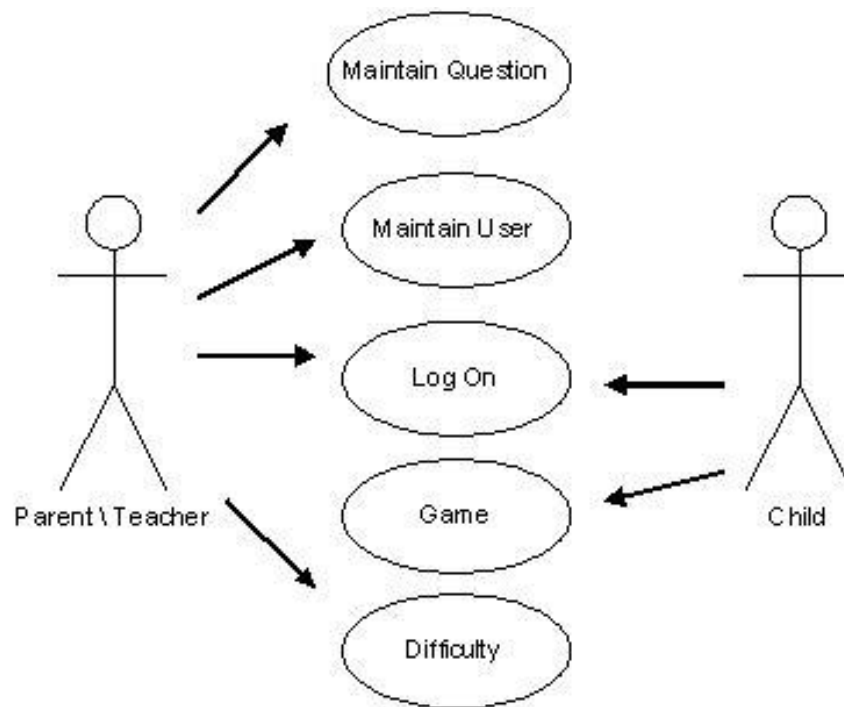 Maintain Question
Maintain User
Log On
Game
Parent \ Teacher
Child
Difficulty